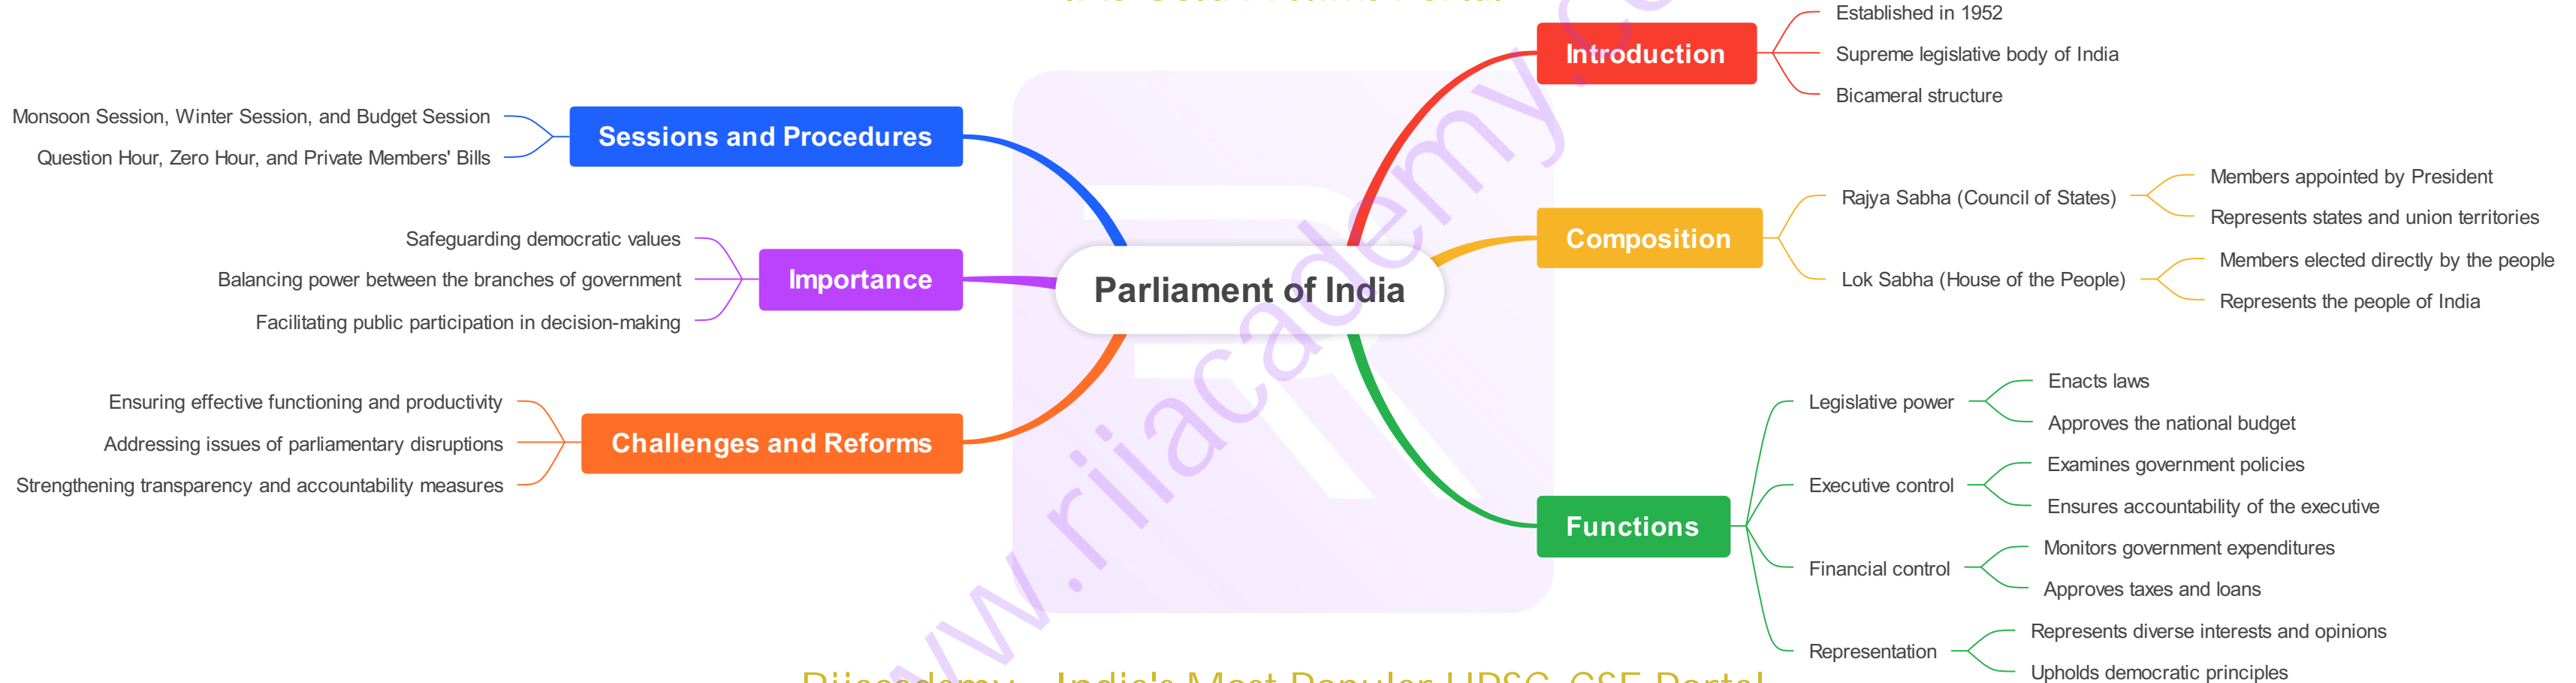 Parliament of India
Introduction
Established in 1952
Supreme legislative body of India
Bicameral structure
Composition
Rajya Sabha (Council of States)
Members appointed by President
Represents states and union territories
Lok Sabha (House of the People)
Members elected directly by the people
Represents the people of India
Functions
Legislative power
Enacts laws
Approves the national budget
Executive control
Examines government policies
Ensures accountability of the executive
Financial control
Monitors government expenditures
Approves taxes and loans
Representation
Represents diverse interests and opinions
Upholds democratic principles
Sessions and Procedures
Monsoon Session, Winter Session, and Budget Session
Question Hour, Zero Hour, and Private Members' Bills
Importance
Safeguarding democratic values
Balancing power between the branches of government
Facilitating public participation in decision-making
Challenges and Reforms
Ensuring effective functioning and productivity
Addressing issues of parliamentary disruptions
Strengthening transparency and accountability measures
India's Most Popular UPSC-CSE Portal